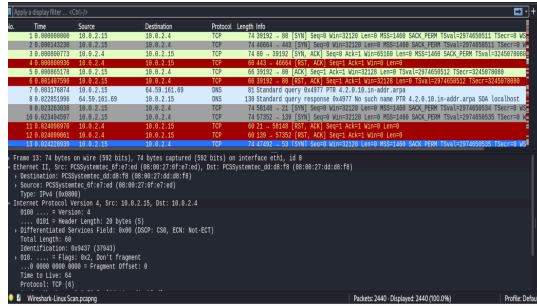 Apply a display filter ... <Ctrl-/>
No. Time Source Destination Protocol Length Info
1 0.000000000 10.0.2.15 10.0.2.4 TCP 74 39192 → 80 [SYN] Seq=0 Win=32120 Len=0 MSS=1460 SACK_PERM TSval=2974650511 TSecr=0 WS
2 0.000143230 10.0.2.15 10.0.2.4 TCP 74 46664 → 443 [SYN] Seq=0 Win=32120 Len=0 MSS=1460 SACK_PERM TSval=2974650511 TSecr=0 W
3 0.000800773 10.0.2.4 10.0.2.15 TCP 74 80 → 39192 [SYN, ACK] Seq=0 Ack=1 Win=65160 Len=0 MSS=1460 SACK_PERM TSval=3245070080
4 0.000800936 10.0.2.4 10.0.2.15 TCP 60 443 → 46664 [RST, ACK] Seq=1 Ack=1 Win=0 Len=0
5 0.000865178 10.0.2.15 10.0.2.4 TCP 66 39192 → 80 [ACK] Seq=1 Ack=1 Win=32128 Len=0 TSval=2974650512 TSecr=3245070080
6 0.001407590 10.0.2.15 10.0.2.4 TCP 66 39192 → 80 [RST, ACK] Seq=1 Ack=1 Win=32128 Len=0 TSval=2974650512 TSecr=3245070080
7 0.003176874 10.0.2.15 64.59.161.69 DNS 81 Standard query 0x4977 PTR 4.2.0.10.in-addr.arpa
8 0.022851990 64.59.161.69 10.0.2.15 DNS 130 Standard query response 0x4977 No such name PTR 4.2.0.10.in-addr.arpa SOA localhost
9 0.023263038 10.0.2.15 10.0.2.4 TCP 74 50148 → 21 [SYN] Seq=0 Win=32120 Len=0 MSS=1460 SACK_PERM TSval=2974650534 TSecr=0 WS
10 0.023494597 10.0.2.15 10.0.2.4 TCP 74 57352 → 139 [SYN] Seq=0 Win=32120 Len=0 MSS=1460 SACK_PERM TSval=2974650534 TSecr=0 W
11 0.024098970 10.0.2.4 10.0.2.15 TCP 60 21 → 50148 [RST, ACK] Seq=1 Ack=1 Win=0 Len=0
12 0.024099061 10.0.2.4 10.0.2.15 TCP 60 139 → 57352 [RST, ACK] Seq=1 Ack=1 Win=0 Len=0
13 0.024220939 10.0.2.15 10.0.2.4 TCP 74 47492 → 53 [SYN] Seq=0 Win=32120 Len=0 MSS=1460 SACK_PERM TSval=2974650535 TSecr=0 WS
Frame 13: 74 bytes on wire (592 bits), 74 bytes captured (592 bits) on interface eth1, id 0
Ethernet II, Src: PCSSystemtec_6f:e7:ed (08:00:27:6f:e7:ed), Dst: PCSSystemtec_dd:d8:f8 (08:00:27:dd:d8:f8)
Destination: PCSSystemtec_dd:d8:f8 (08:00:27:dd:d8:f8)
Source: PCSSystemtec_6f:e7:ed (08:00:27:6f:e7:ed)
Type: IPv4 (0x0800)
Internet Protocol Version 4, Src: 10.0.2.15, Dst: 10.0.2.4
0100 .... = Version: 4
.... 0101 = Header Length: 20 bytes (5)
Differentiated Services Field: 0x00 (DSCP: CS0, ECN: Not-ECT)
Total Length: 60
Identification: 0x9437 (37943)
010. .... = Flags: 0x2, Don't fragment
...0 0000 0000 0000 = Fragment Offset: 0
Time to Live: 64
Protocol: TCP (6)
Wireshark-Linux Scan.pcapng Packets: 2440 · Displayed: 2440 (100.0%) Profile: Defau